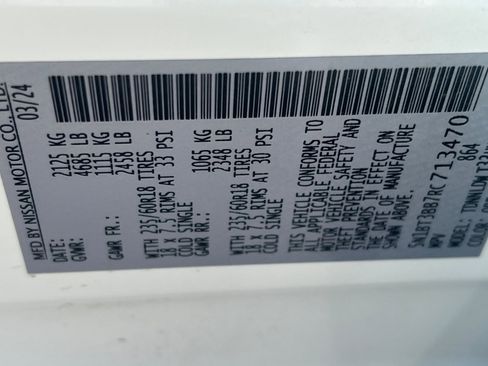 MFD BY NISSAN MOTOR CO., LTD.
03/24
GWR: 2125 KG
4685 LB
GAWR FR.: 1115 KG
2458 LB
WITH 235/60R18 TIRES
18 x 7.5 RIMS AT 33 PSI
COLD SINGLE
GAWR RR.: 1065 KG
2348 LB
WITH 235/60R18 TIRES
18 x 7.5 RIMS AT 30 PSI
COLD SINGLE
THIS VEHICLE CONFORMS TO
ALL APPLICABLE FEDERAL
MOTOR VEHICLE SAFETY AND
THEFT PREVENTION
STANDARDS IN EFFECT ON
THE DATE OF MANUFACTURE
SHOWN ABOVE.
713470
MPV 864
MODEL:
COLOR: